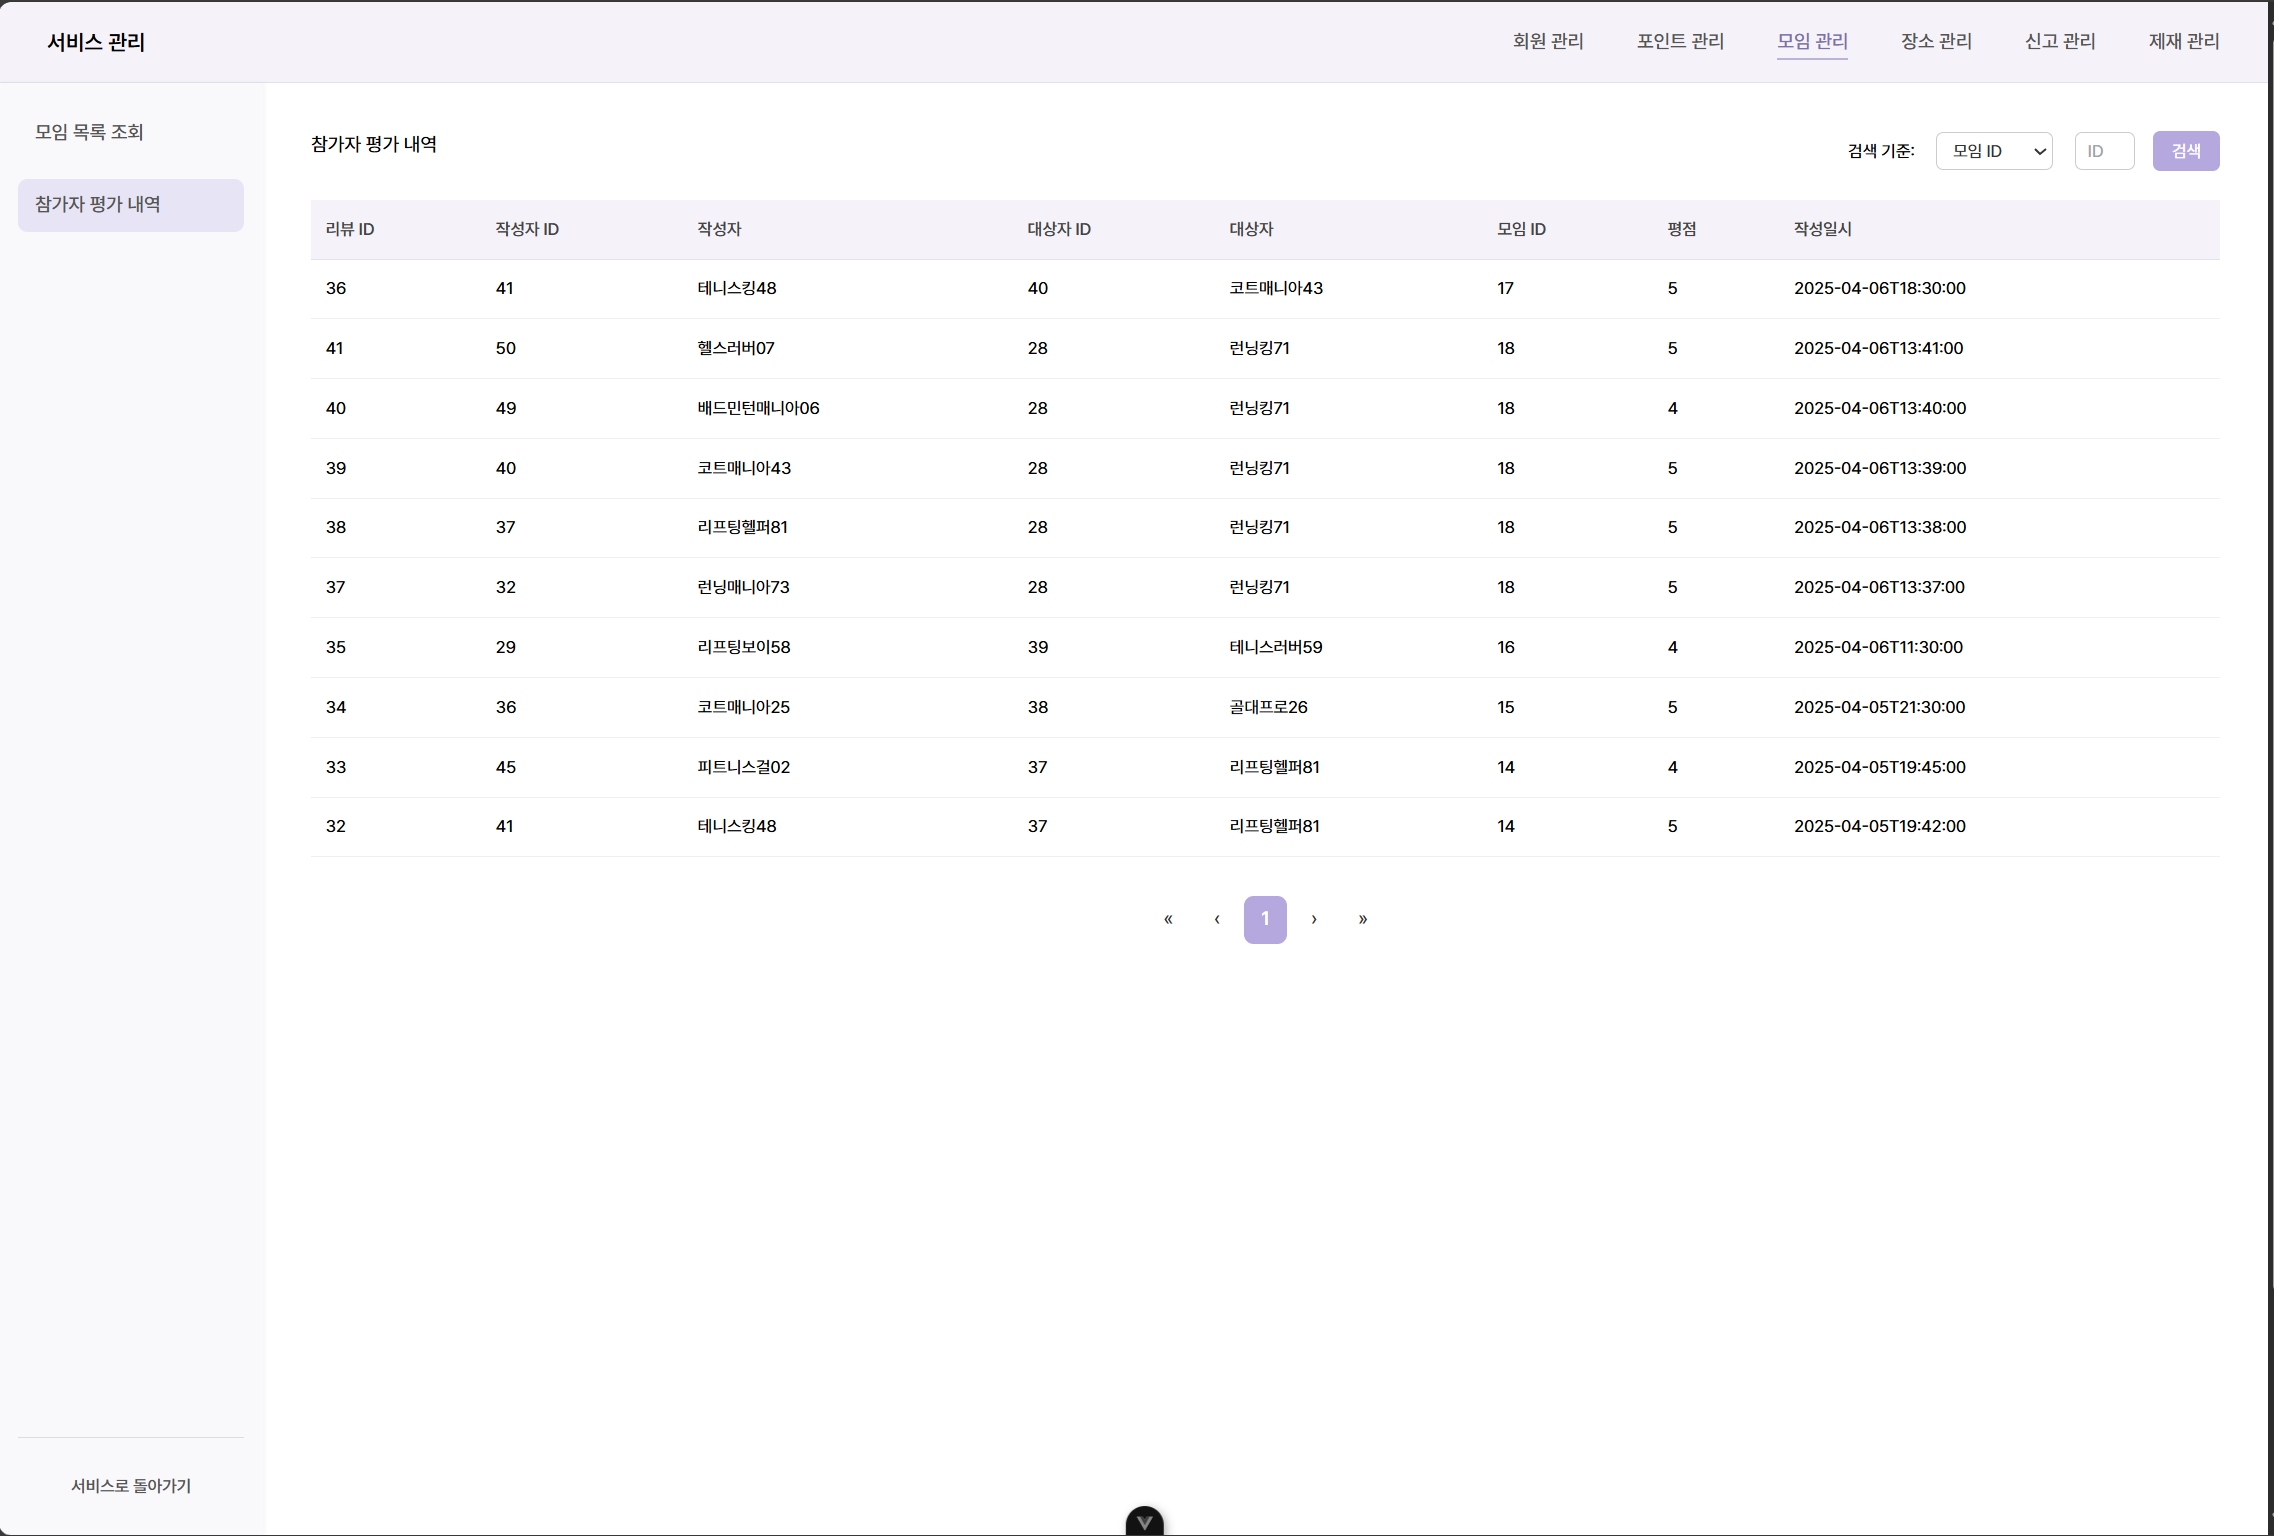 서비스 관리 회원 관리 포인트 관리 모임 관리 장소 관리 신고 관리 제재 관리
모임 목록 조회
참가자 평가 내역
참가자 평가 내역 검색 기준: 모임 ID ID 검색
리뷰 ID 작성자 ID 작성자 대상자 ID 대상자 모임 ID 평점 작성일시
36 41 테니스킹48 40 코트매니아43 17 5 2025-04-06T18:30:00
41 50 헬스러버07 28 런닝킹71 18 5 2025-04-06T13:41:00
40 49 배드민턴매니아06 28 런닝킹71 18 4 2025-04-06T13:40:00
39 40 코트매니아43 28 런닝킹71 18 5 2025-04-06T13:39:00
38 37 리프팅헬퍼81 28 런닝킹71 18 5 2025-04-06T13:38:00
37 32 런닝매니아73 28 런닝킹71 18 5 2025-04-06T13:37:00
35 29 리프팅보이58 39 테니스러버59 16 4 2025-04-06T11:30:00
34 36 코트매니아25 38 골대프로26 15 5 2025-04-05T21:30:00
33 45 피트니스걸02 37 리프팅헬퍼81 14 4 2025-04-05T19:45:00
32 41 테니스킹48 37 리프팅헬퍼81 14 5 2025-04-05T19:42:00
« ‹ 1 › »
서비스로 돌아가기